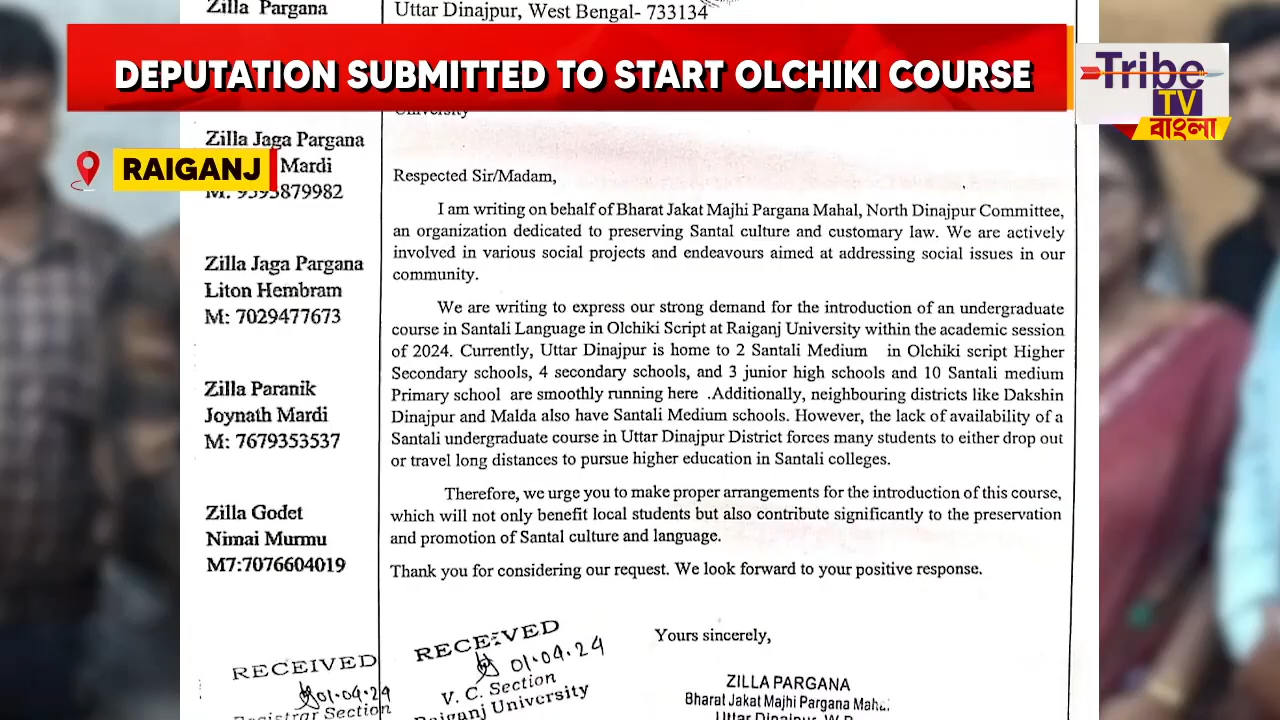 Zilla Pargana
Uttar Dinajpur, West Bengal- 733134
DEPUTATION SUBMITTED TO START OLCHIKI COURSE
Tribe
TV
বাংলা
RAIGANJ
University
Zilla Jaga Pargana
Mardi
M: 9593879982
Zilla Jaga Pargana
Liton Hembram
M: 7029477673
Zilla Paranik
Joynath Mardi
M: 7679353537
Zilla Godet
Nimai Murmu
M7:7076604019
Respected Sir/Madam,
I am writing on behalf of Bharat Jakat Majhi Pargana Mahal, North Dinajpur Committee,
an organization dedicated to preserving Santal culture and customary law. We are actively
involved in various social projects and endeavours aimed at addressing social issues in our
community.
We are writing to express our strong demand for the introduction of an undergraduate
course in Santali Language in Olchiki Script at Raiganj University within the academic session
of 2024. Currently, Uttar Dinajpur is home to 2 Santali Medium in Olchiki script Higher
Secondary schools, 4 secondary schools, and 3 junior high schools and 10 Santali medium
Primary school are smoothly running here .Additionally, neighbouring districts like Dakshin
Dinajpur and Malda also have Santali Medium schools. However, the lack of availability of a
Santali undergraduate course in Uttar Dinajpur District forces many students to either drop out
or travel long distances to pursue higher education in Santali colleges.
Therefore, we urge you to make proper arrangements for the introduction of this course,
which will not only benefit local students but also contribute significantly to the preservation
and promotion of Santal culture and language.
Thank you for considering our request. We look forward to your positive response.
Yours sincerely,
RECEIVED
01.04.24
Registrar Section
RECEIVED
01.04.24
V. C. Section
Raiganj University
ZILLA PARGANA
Bharat Jakat Majhi Pargana Mahal
Uttar Dinajpur, W.B